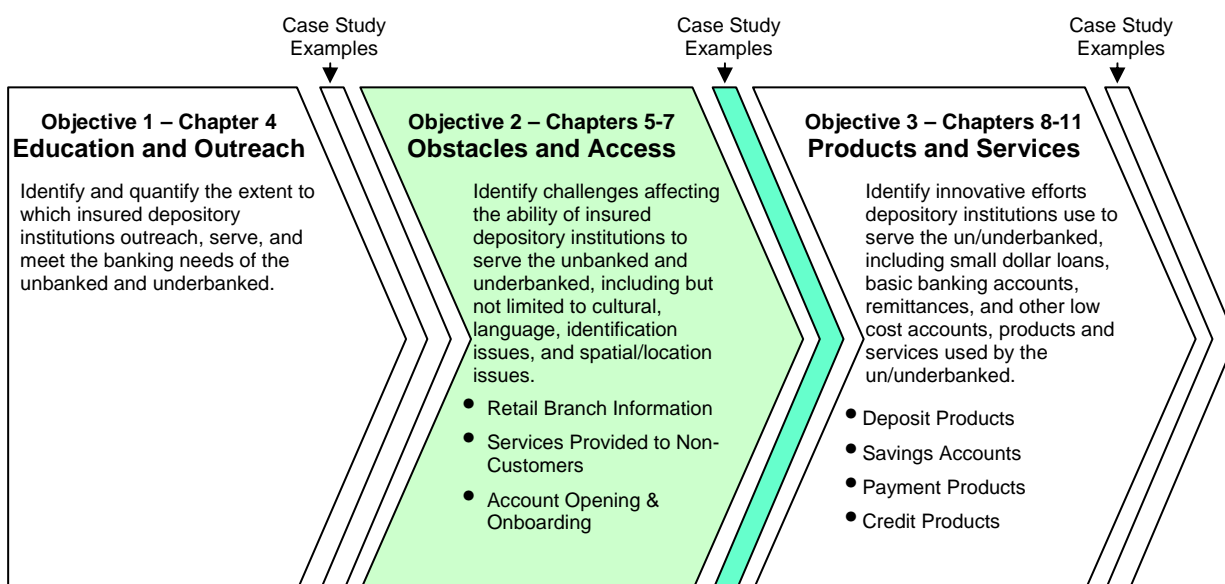 Case Study
Examples
Case Study
Examples
Case Study
Examples
Objective 1 – Chapter 4
Education and Outreach
Identify and quantify the extent to
which insured depository
institutions outreach, serve, and
meet the banking needs of the
unbanked and underbanked.
Objective 2 – Chapters 5-7
Obstacles and Access
Identify challenges affecting
the ability of insured
depository institutions to
serve the unbanked and
underbanked, including but
not limited to cultural,
language, identification
issues, and spatial/location
issues.
• Retail Branch Information
• Services Provided to Non-
Customers
• Account Opening &
Onboarding
Objective 3 – Chapters 8-11
Products and Services
Identify innovative efforts
depository institutions use to
serve the un/underbanked,
including small dollar loans,
basic banking accounts,
remittances, and other low
cost accounts, products and
services used by the
un/underbanked.
• Deposit Products
• Savings Accounts
• Payment Products
• Credit Products